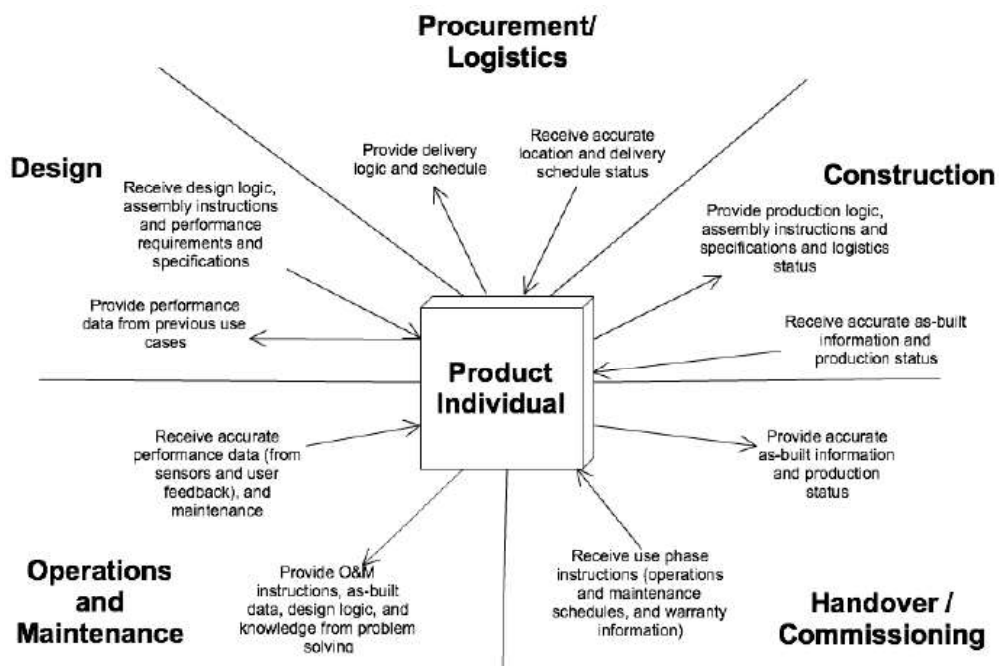 Procurement/
Logistics
Design
Provide delivery
logic and schedule
Receive accurate
location and delivery
schedule status
Construction
Receive design logic,
assembly instructions
and performance
requirements and
specifications
Provide production logic,
assembly instructions and
specifications and logistics
status
Provide performance
data from previous use
cases
Receive accurate as-built
information and
production status
Product
Individual
Receive accurate
performance data (from
sensors and user
feedback), and
maintenance
Provide accurate
as-built information
and production
status
Operations
and
Maintenance
Provide O&M
instructions, as-built
data, design logic, and
knowledge from problem
solving
Receive use phase
instructions (operations
and maintenance
schedules, and warranty
information)
Handover /
Commissioning